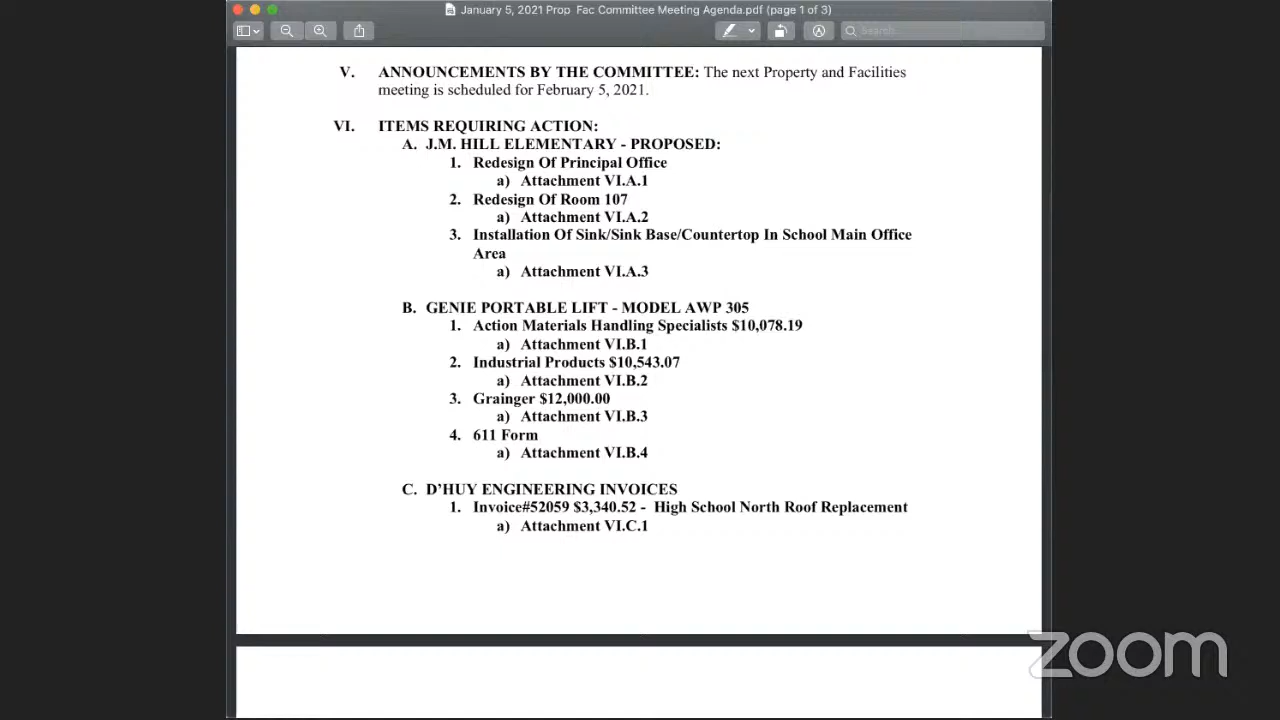 January 5, 2021 Prop Fac Committee Meeting Agenda.pdf (page 1 of 3)
Search
V. ANNOUNCEMENTS BY THE COMMITTEE: The next Property and Facilities
meeting is scheduled for February 5, 2021.
VI. ITEMS REQUIRING ACTION:
A. J.M. HILL ELEMENTARY - PROPOSED:
1. Redesign Of Principal Office
a) Attachment VI.A.1
2. Redesign Of Room 107
a) Attachment VI.A.2
3. Installation Of Sink/Sink Base/Countertop In School Main Office
Area
a) Attachment VI.A.3
B. GENIE PORTABLE LIFT - MODEL AWP 305
1. Action Materials Handling Specialists $10,078.19
a) Attachment VI.B.1
2. Industrial Products $10,543.07
a) Attachment VI.B.2
3. Grainger $12,000.00
a) Attachment VI.B.3
4. 611 Form
a) Attachment VI.B.4
C. D’HUY ENGINEERING INVOICES
1. Invoice#52059 $3,340.52 - High School North Roof Replacement
a) Attachment VI.C.1
zoom